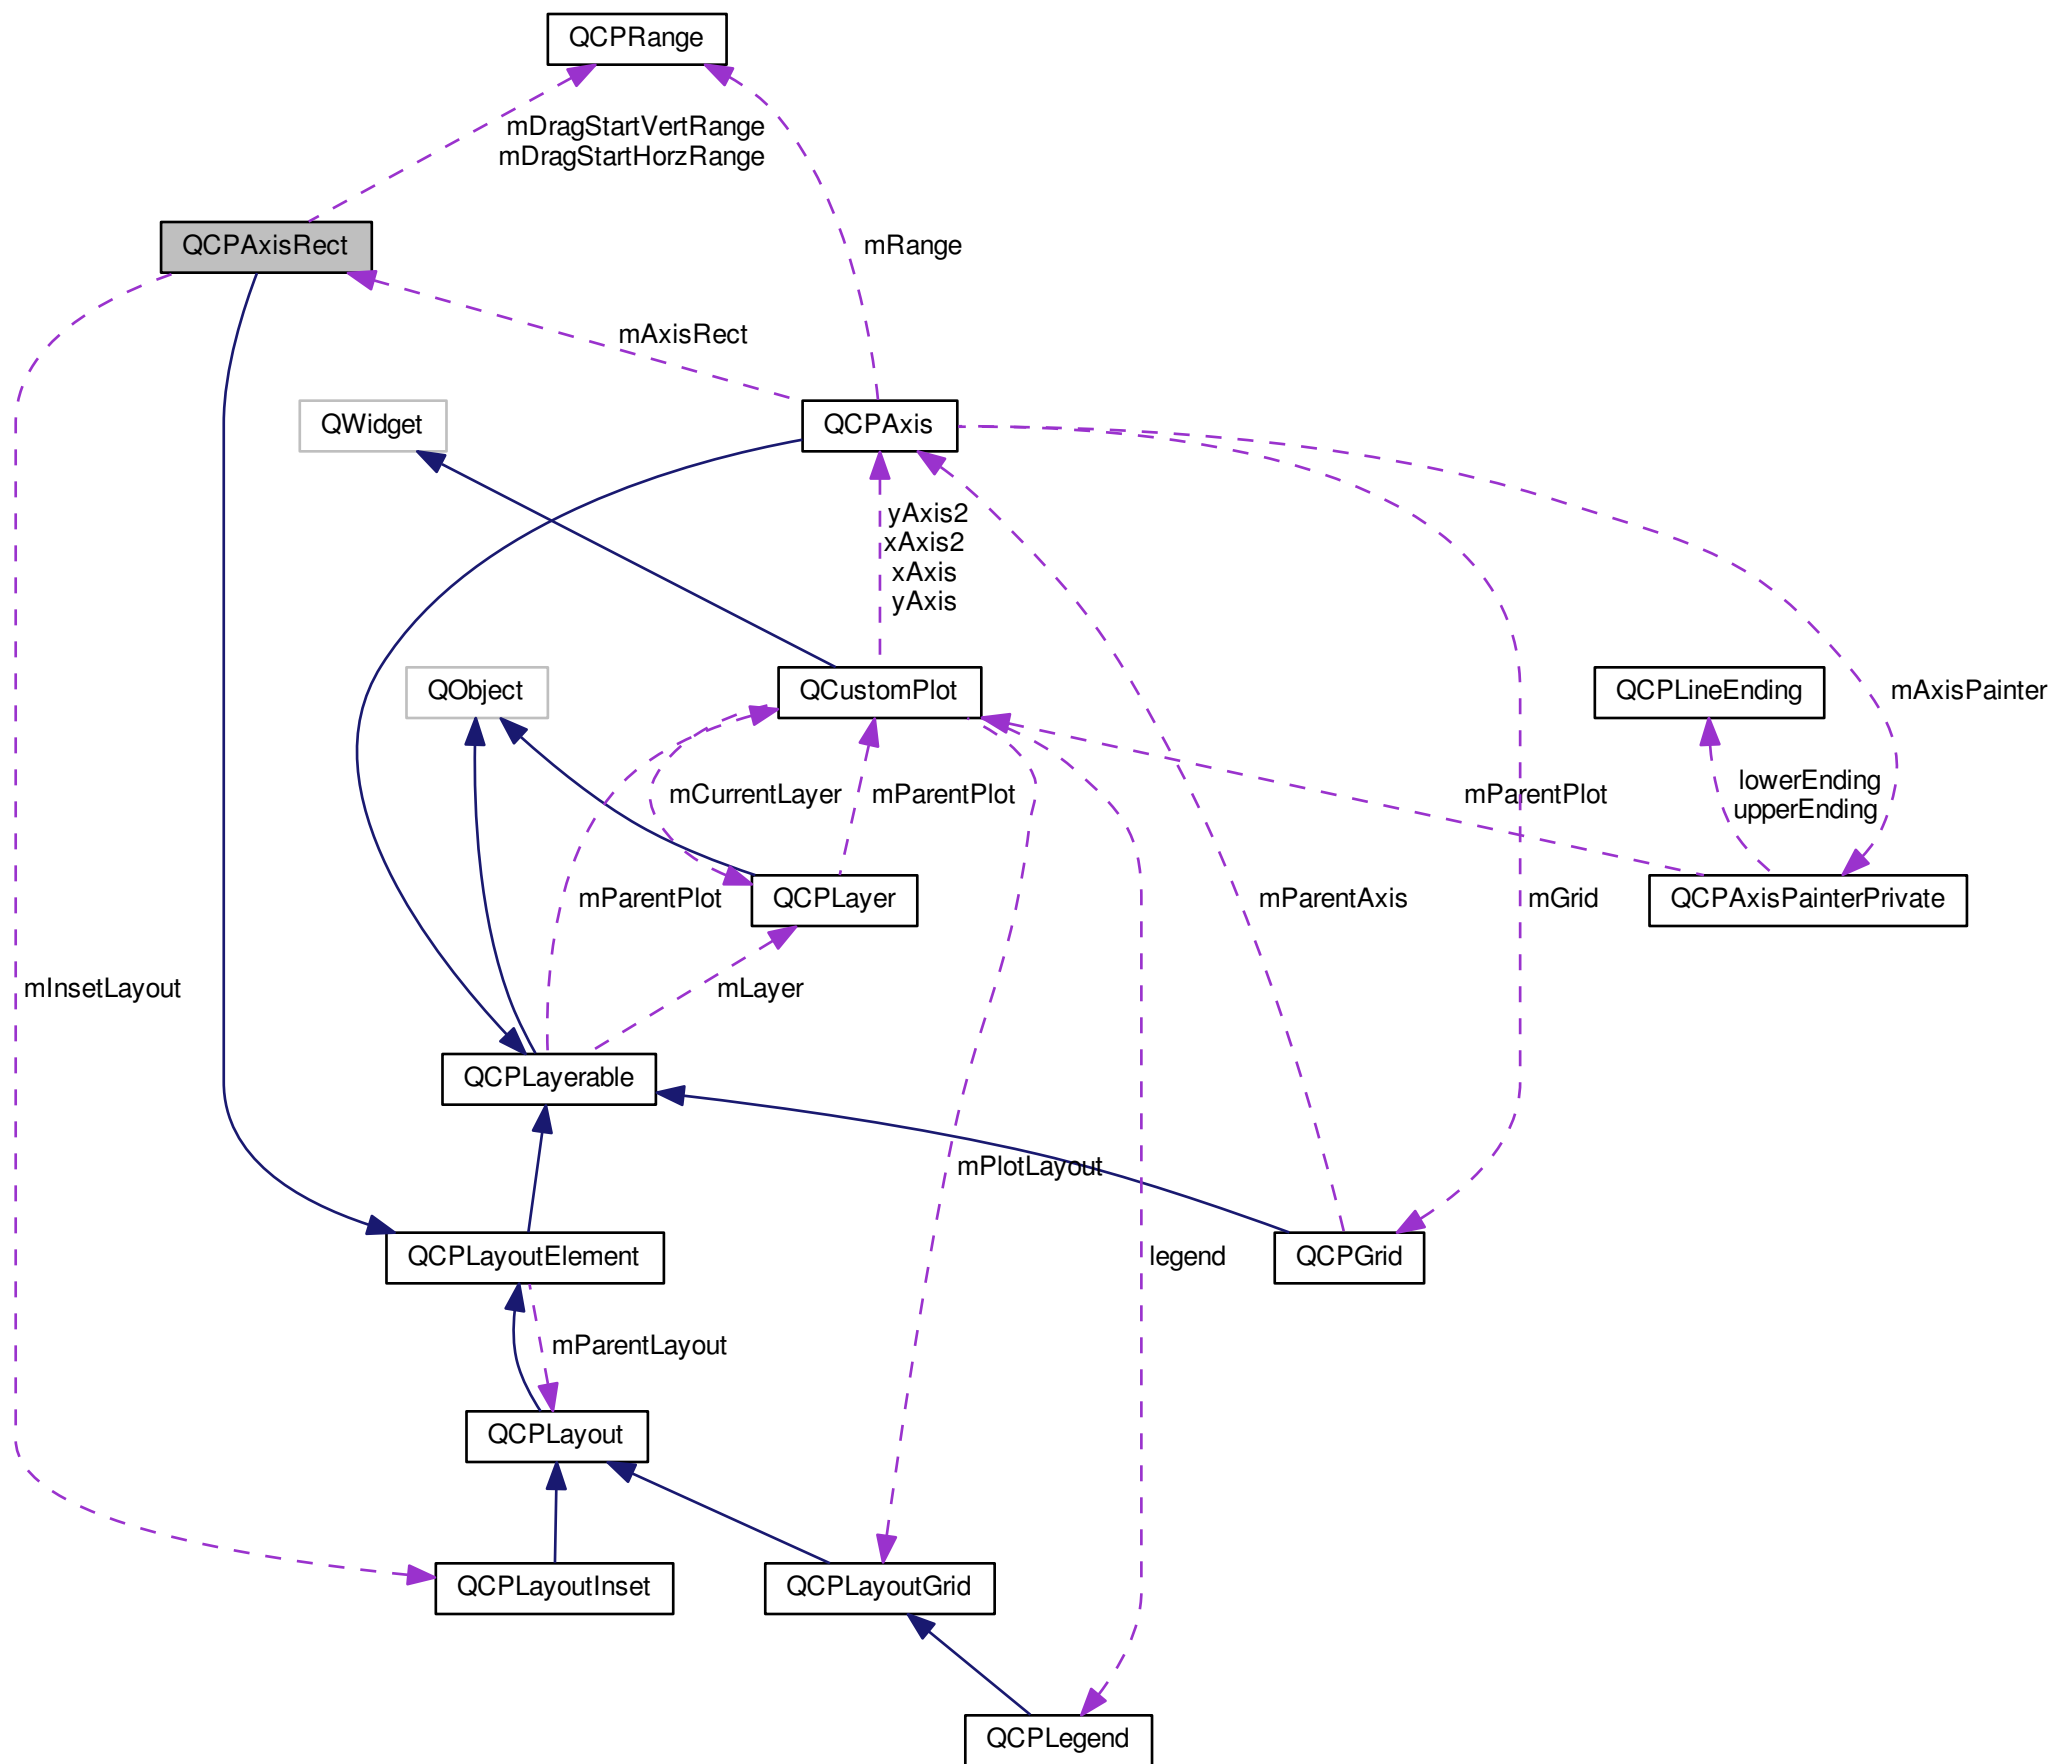 QCPRange
mDragStartVertRange
mDragStartHorzRange
QCPAxisRect
mRange
mAxisRect
QWidget
QCPAxis
yAxis2
xAxis2
xAxis
yAxis
QObject
QCustomPlot
QCPLineEnding
mAxisPainter
mCurrentLayer
mParentPlot
mParentPlot
lowerEnding
upperEnding
mParentPlot
QCPLayer
mParentAxis
mGrid
QCPAxisPainterPrivate
mInsetLayout
mLayer
QCPLayerable
mPlotLayout
QCPLayoutElement
legend
QCPGrid
mParentLayout
QCPLayout
QCPLayoutInset
QCPLayoutGrid
QCPLegend